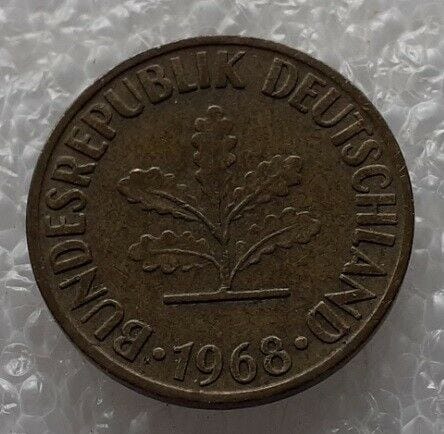 BUNDESREPUBLIK DEUTSCHLAND
· 1968 ·